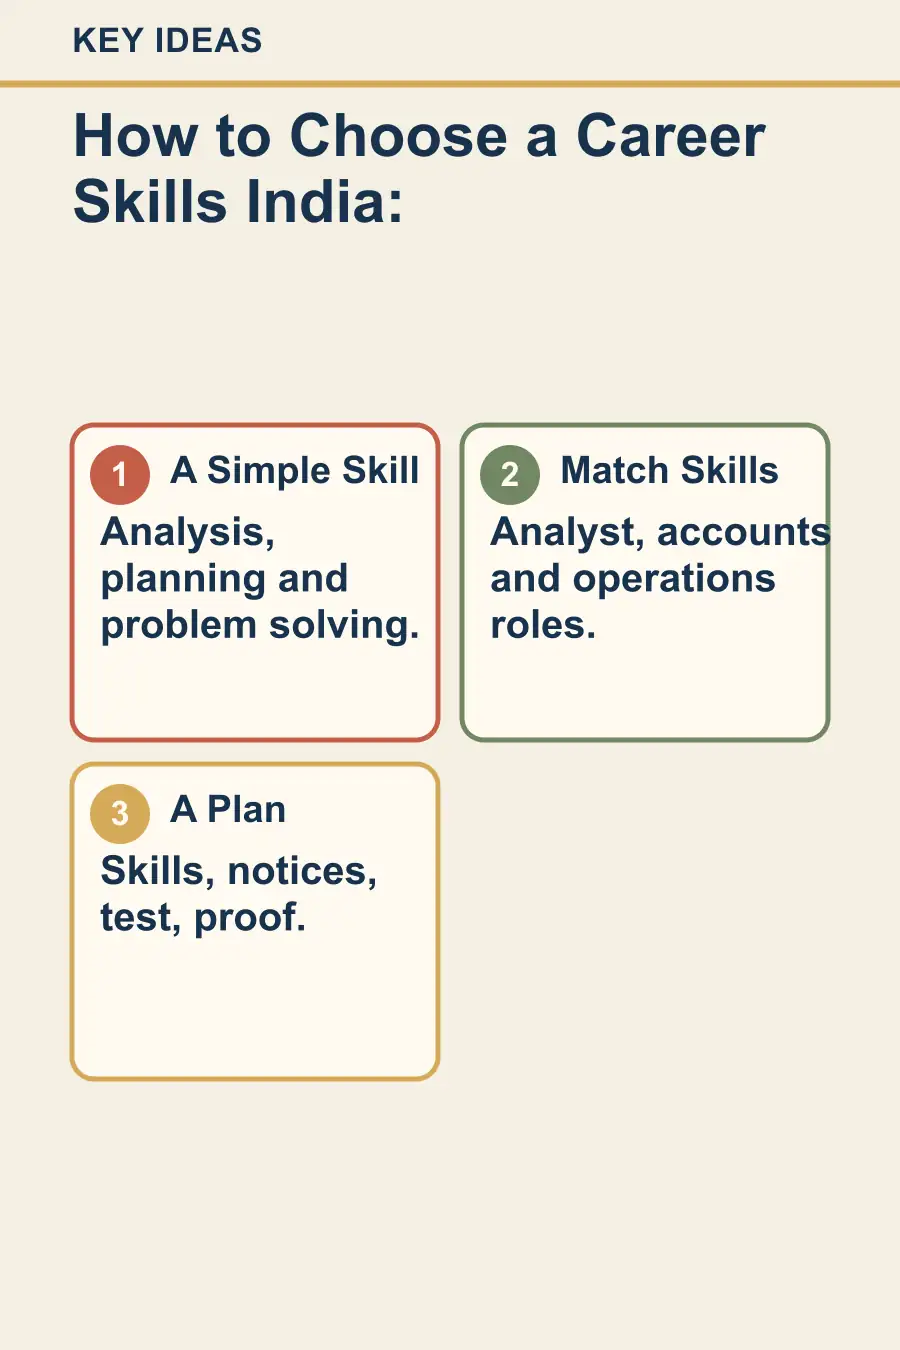 KEY IDEAS
How to Choose a Career
Skills India:
1 A Simple Skill
Analysis,
planning and
problem solving.
2 Match Skills
Analyst, accounts
and operations
roles.
3 A Plan
Skills, notices,
test, proof.